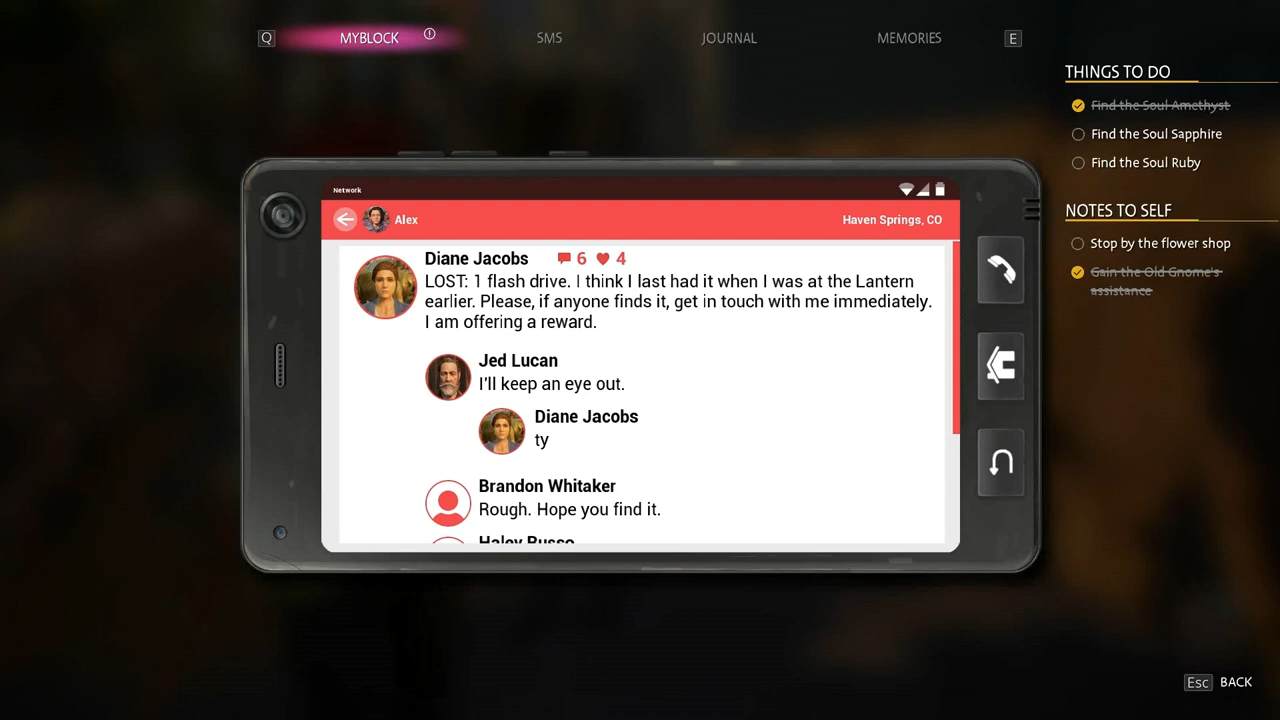 Q
MYBLOCK
SMS
JOURNAL
MEMORIES
E
THINGS TO DO
Find the Soul Amethyst
Find the Soul Sapphire
Find the Soul Ruby
NOTES TO SELF
Stop by the flower shop
Gain the Old Gnome's
assistance
Network
Alex
Haven Springs, CO
Diane Jacobs 6 4
LOST: 1 flash drive. I think I last had it when I was at the Lantern
earlier. Please, if anyone finds it, get in touch with me immediately.
I am offering a reward.
Jed Lucan
I'll keep an eye out.
Diane Jacobs
ty
Brandon Whitaker
Rough. Hope you find it.
Haley Russo
Esc BACK